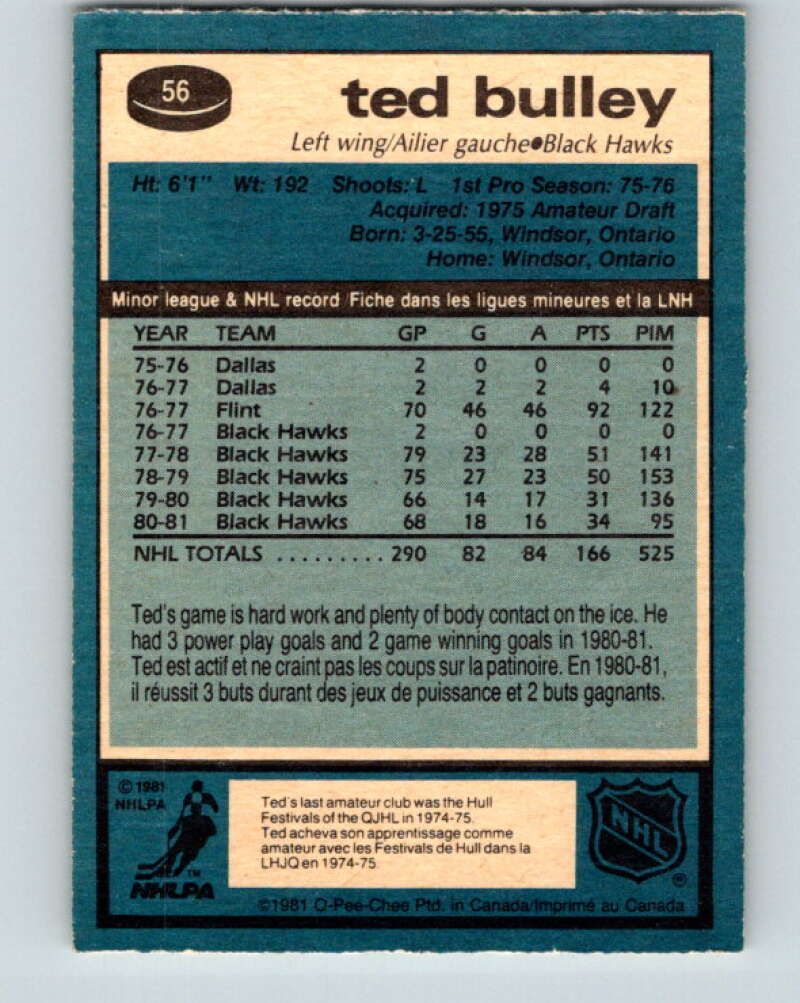 56
ted bulley
Left wing/Ailier gauche●Black Hawks
Ht: 6'1" Wt: 192 Shoots: L 1st Pro Season: 75-76
Acquired: 1975 Amateur Draft
Born: 3-25-55, Windsor, Ontario
Home: Windsor, Ontario
Minor league & NHL record/Fiche dans les ligues mineures et la LNH
YEAR TEAM GP G A PTS PIM
75-76 Dallas 2 0 0 0 0
76-77 Dallas 2 2 2 4 10
76-77 Flint 70 46 46 92 122
76-77 Black Hawks 2 0 0 0 0
77-78 Black Hawks 79 23 28 51 141
78-79 Black Hawks 75 27 23 50 153
79-80 Black Hawks 66 14 17 31 136
80-81 Black Hawks 68 18 16 34 95
NHL TOTALS .......... 290 82 84 166 525
Ted's game is hard work and plenty of body contact on the ice. He
had 3 power play goals and 2 game winning goals in 1980-81.
Ted est actif et ne craint pas les coups sur la patinoire. En 1980-81,
il réussit 3 buts durant des jeux de puissance et 2 buts gagnants.
© 1981
NHLPA
TM
NHLPA
Ted's last amateur club was the Hull
Festivals of the QJHL in 1974-75.
Ted acheva son apprentissage comme
amateur avec les Festivals de Hull dans la
LHJQ en 1974-75.
NHL
®
©1981 O-Pee-Chee Ptd. in Canada/Imprimé au Canada